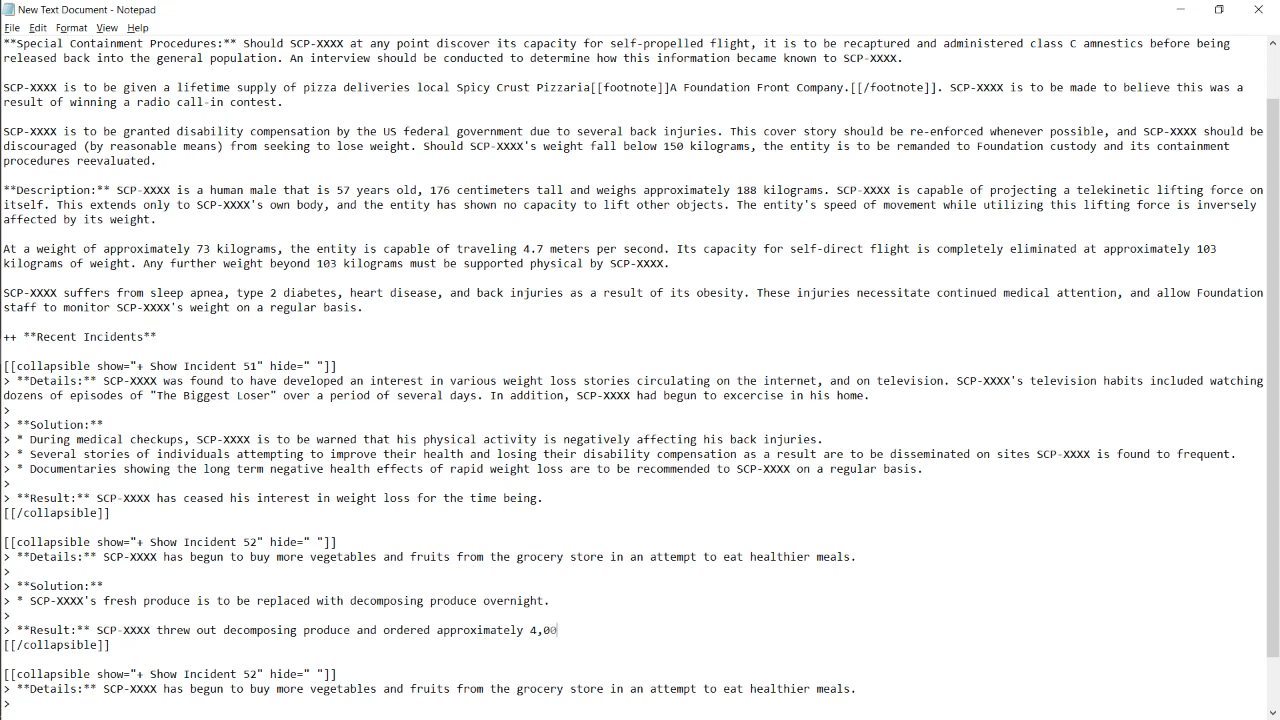 New Text Document - Notepad
File Edit Format View Help
**Special Containment Procedures:** Should SCP-XXXX at any point discover its capacity for self-propelled flight, it is to be recaptured and administered class C amnestics before being
released back into the general population. An interview should be conducted to determine how this information became known to SCP-XXXX.
SCP-XXXX is to be given a lifetime supply of pizza deliveries local Spicy Crust Pizzaria[[footnote]]A Foundation Front Company.[[/footnote]]. SCP-XXXX is to be made to believe this was a
result of winning a radio call-in contest.
SCP-XXXX is to be granted disability compensation by the US federal government due to several back injuries. This cover story should be re-enforced whenever possible, and SCP-XXXX should be
discouraged (by reasonable means) from seeking to lose weight. Should SCP-XXXX's weight fall below 150 kilograms, the entity is to be remanded to Foundation custody and its containment
procedures reevaluated.
**Description:** SCP-XXXX is a human male that is 57 years old, 176 centimeters tall and weighs approximately 188 kilograms. SCP-XXXX is capable of projecting a telekinetic lifting force on
itself. This extends only to SCP-XXXX's own body, and the entity has shown no capacity to lift other objects. The entity's speed of movement while utilizing this lifting force is inversely
affected by its weight.
At a weight of approximately 73 kilograms, the entity is capable of traveling 4.7 meters per second. Its capacity for self-direct flight is completely eliminated at approximately 103
kilograms of weight. Any further weight beyond 103 kilograms must be supported physical by SCP-XXXX.
SCP-XXXX suffers from sleep apnea, type 2 diabetes, heart disease, and back injuries as a result of its obesity. These injuries necessitate continued medical attention, and allow Foundation
staff to monitor SCP-XXXX's weight on a regular basis.
++ **Recent Incidents**
[[collapsible show="+ Show Incident 51" hide=" "]]
> **Details:** SCP-XXXX was found to have developed an interest in various weight loss stories circulating on the internet, and on television. SCP-XXXX's television habits included watching
dozens of episodes of "The Biggest Loser" over a period of several days. In addition, SCP-XXXX had begun to excercise in his home.
>
> **Solution:**
> * During medical checkups, SCP-XXXX is to be warned that his physical activity is negatively affecting his back injuries.
> * Several stories of individuals attempting to improve their health and losing their disability compensation as a result are to be disseminated on sites SCP-XXXX is found to frequent.
> * Documentaries showing the long term negative health effects of rapid weight loss are to be recommended to SCP-XXXX on a regular basis.
>
> **Result:** SCP-XXXX has ceased his interest in weight loss for the time being.
[[/collapsible]]
[[collapsible show="+ Show Incident 52" hide=" "]]
> **Details:** SCP-XXXX has begun to buy more vegetables and fruits from the grocery store in an attempt to eat healthier meals.
>
> **Solution:**
> * SCP-XXXX's fresh produce is to be replaced with decomposing produce overnight.
>
> **Result:** SCP-XXXX threw out decomposing produce and ordered approximately 4,00
[[/collapsible]]
[[collapsible show="+ Show Incident 52" hide=" "]]
> **Details:** SCP-XXXX has begun to buy more vegetables and fruits from the grocery store in an attempt to eat healthier meals.
>